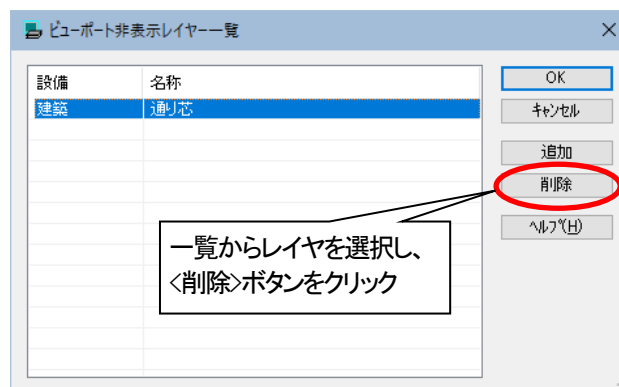 ビューポート非表示レイヤー一覧
設備 名称
建築 通り芯
OK
キャンセル
追加
削除
ヘルプ(H)
一覧からレイヤを選択し、
<削除>ボタンをクリック